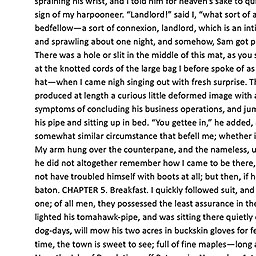 spraining his wrist, and I told him for heaven's sake to qui
sign of my harpooneer. "Landlord!" said I, "what sort of a
bedfellow—a sort of connexion, landlord, which is an inti
and sprawling about one night, and somehow, Sam got p
There was a hole or slit in the middle of this mat, as you s
at the knotted cords of the large bag I before spoke of as
hat—when I came nigh singing out with fresh surprise. Th
produced at length a curious little deformed image with a
symptoms of concluding his business operations, and jum
his pipe and sitting up in bed. "You gettee in," he added,
somewhat similar circumstance that befell me; whether i
My arm hung over the counterpane, and the nameless, u
he did not altogether remember how I came to be there,
not have troubled himself with boots at all; but then, if h
baton. CHAPTER 5. Breakfast. I quickly followed suit, and
one; of all men, they possessed the least assurance in the
lighted his tomahawk-pipe, and was sitting there quietly
dog-days, will mow his two acres in buckskin gloves for fe
time, the town is sweet to see; full of fine maples—long a